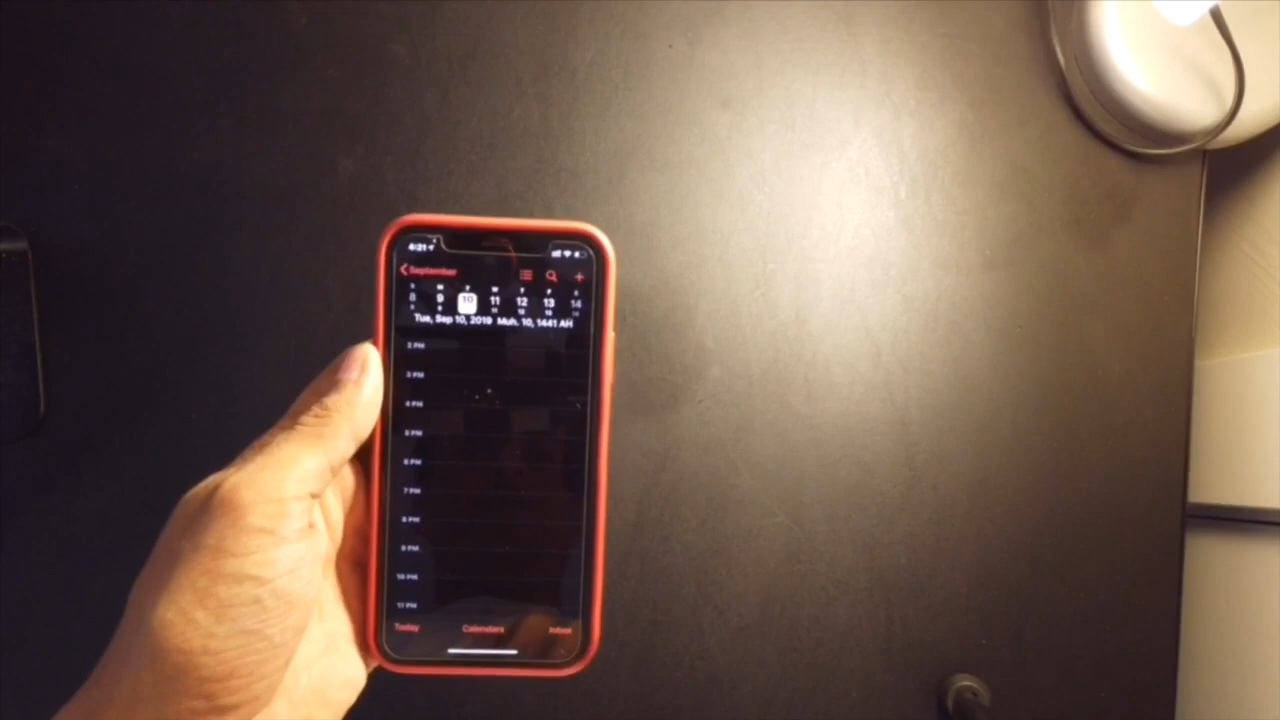 4:21
September
S M T W T F S
8 9 10 11 12 13 14
Tue, Sep 10, 2019 Muh. 10, 1441 AH
2 PM
3 PM
4 PM
5 PM
6 PM
7 PM
8 PM
9 PM
10 PM
11 PM
Today Calendars Inbox